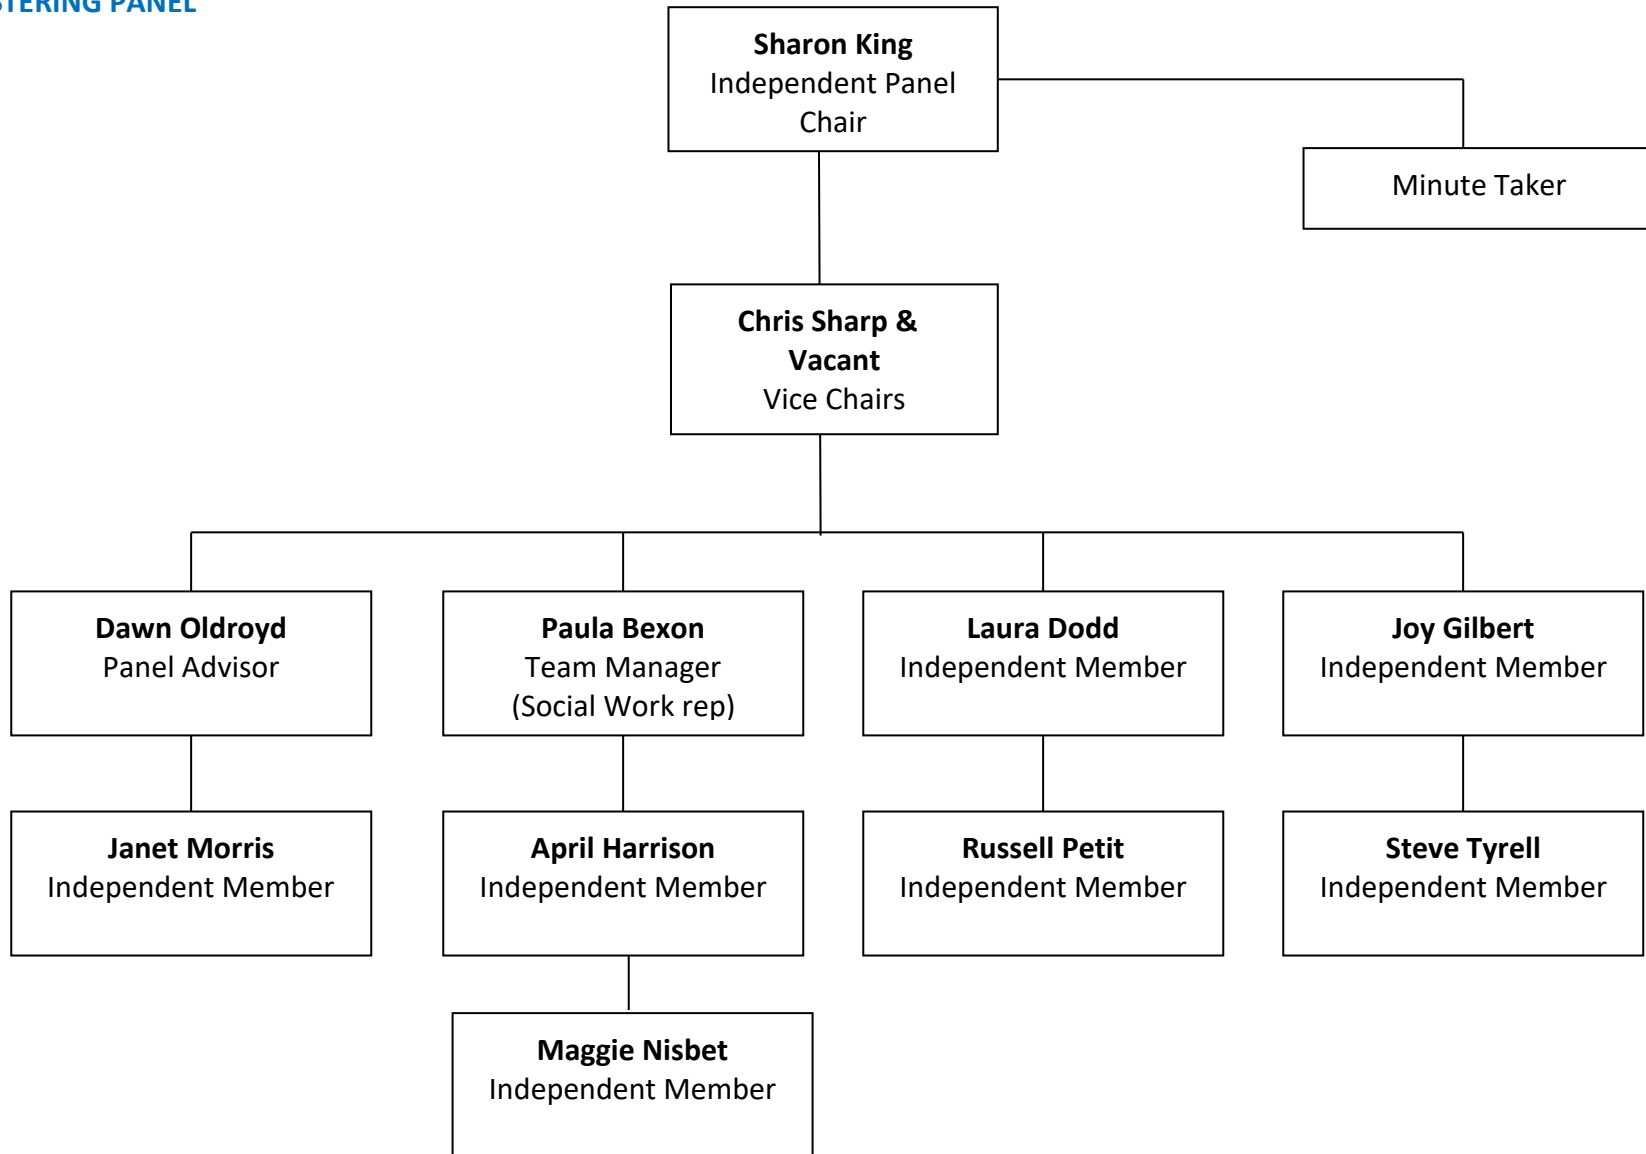 STERING PANEL
Sharon King
Independent Panel
Chair
Minute Taker
Chris Sharp &
Vacant
Vice Chairs
Dawn Oldroyd
Panel Advisor
Paula Bexon
Team Manager
(Social Work rep)
Laura Dodd
Independent Member
Joy Gilbert
Independent Member
Janet Morris
Independent Member
April Harrison
Independent Member
Russell Petit
Independent Member
Steve Tyrell
Independent Member
Maggie Nisbet
Independent Member